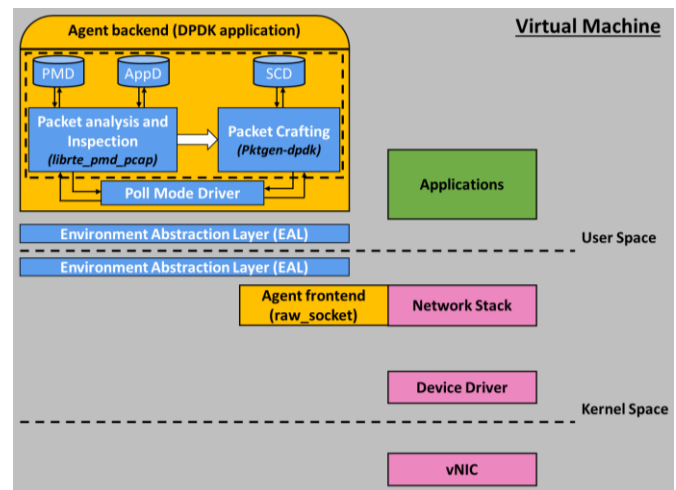 Agent backend (DPDK application)
Virtual Machine
PMD
AppD
SCD
Packet analysis and
Inspection
(librte_pmd_pcap)
Packet Crafting
(Pktgen-dpdk)
Poll Mode Driver
Applications
Environment Abstraction Layer (EAL)
User Space
Environment Abstraction Layer (EAL)
Agent frontend
(raw_socket)
Network Stack
Device Driver
Kernel Space
vNIC